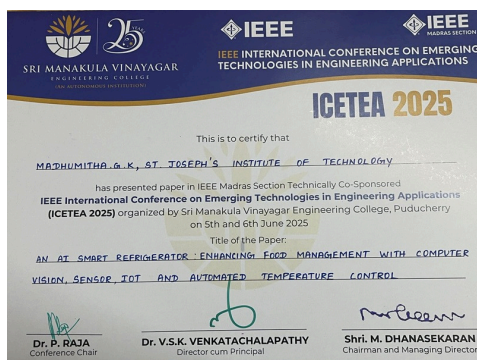 25 YEARS
SRI MANAKULA VINAYAGAR
ENGINEERING COLLEGE
(AN AUTONOMOUS INSTITUTION)
IEEE
IEEE
MADRAS SECTION
IEEE INTERNATIONAL CONFERENCE ON EMERGING
TECHNOLOGIES IN ENGINEERING APPLICATIONS
ICETEA 2025
This is to certify that
MADHUMITHA.G.K, ST. JOSEPH'S INSTITUTE OF TECHNOLOGY
has presented paper in IEEE Madras Section Technically Co-Sponsored
IEEE International Conference on Emerging Technologies in Engineering Applications
(ICETEA 2025) organized by Sri Manakula Vinayagar Engineering College, Puducherry
on 5th and 6th June 2025
Title of the Paper:
AN AI SMART REFRIGERATOR : ENHANCING FOOD MANAGEMENT WITH COMPUTER
VISION, SENSOR, IOT AND AUTOMATED TEMPERATURE CONTROL
Dr. P. RAJA
Conference Chair
Dr. V.S.K. VENKATACHALAPATHY
Director cum Principal
Shri. M. DHANASEKARAN
Chairman and Managing Director